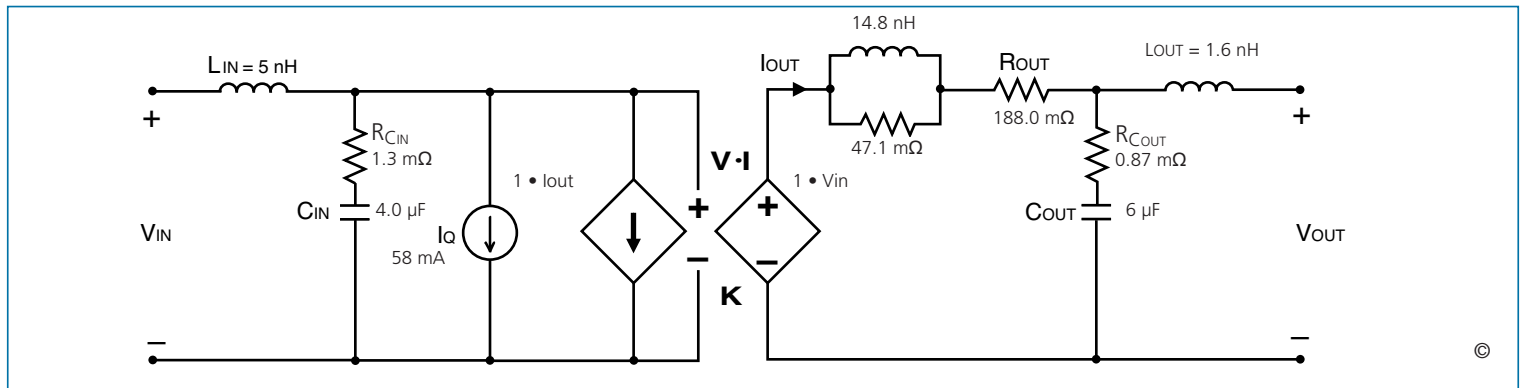 14.8 nH
LIN = 5 nH
IOUT
ROUT
LOUT = 1.6 nH
+
+
RCIN
1.3 mΩ
188.0 mΩ
47.1 mΩ
RCOUT
0.87 mΩ
V•I
1 • Iout
1 • Vin
CIN
4.0 µF
+
+
COUT
6 µF
VIN
IQ
58 mA
VOUT
–
–
K
–
–
©